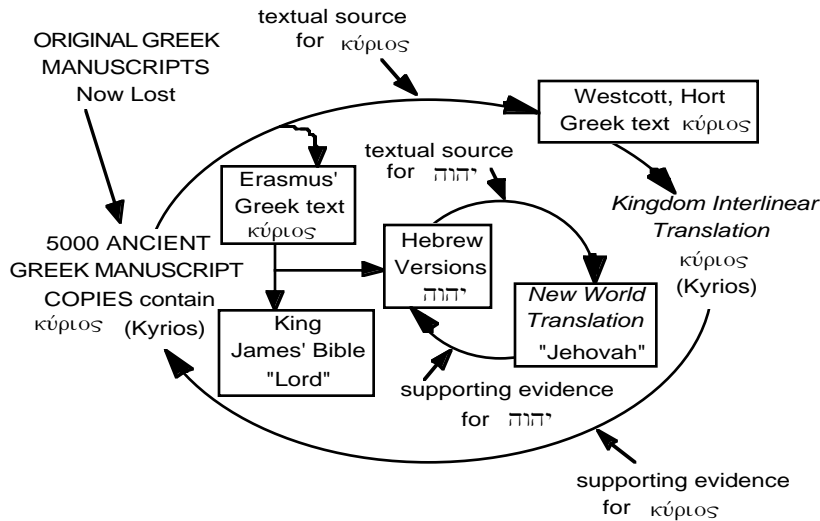 textual source
for κύριος
ORIGINAL GREEK
MANUSCRIPTS
Now Lost
Westcott, Hort
Greek text κύριος
textual source
for יהוה
Erasmus'
Greek text
κύριος
Kingdom Interlinear
Translation
κύριος
(Kyrios)
5000 ANCIENT
GREEK MANUSCRIPT
COPIES contain
κύριος (Kyrios)
Hebrew
Versions
יהוה
New World
Translation
"Jehovah"
King
James' Bible
"Lord"
supporting evidence
for יהוה
supporting evidence
for κύριος